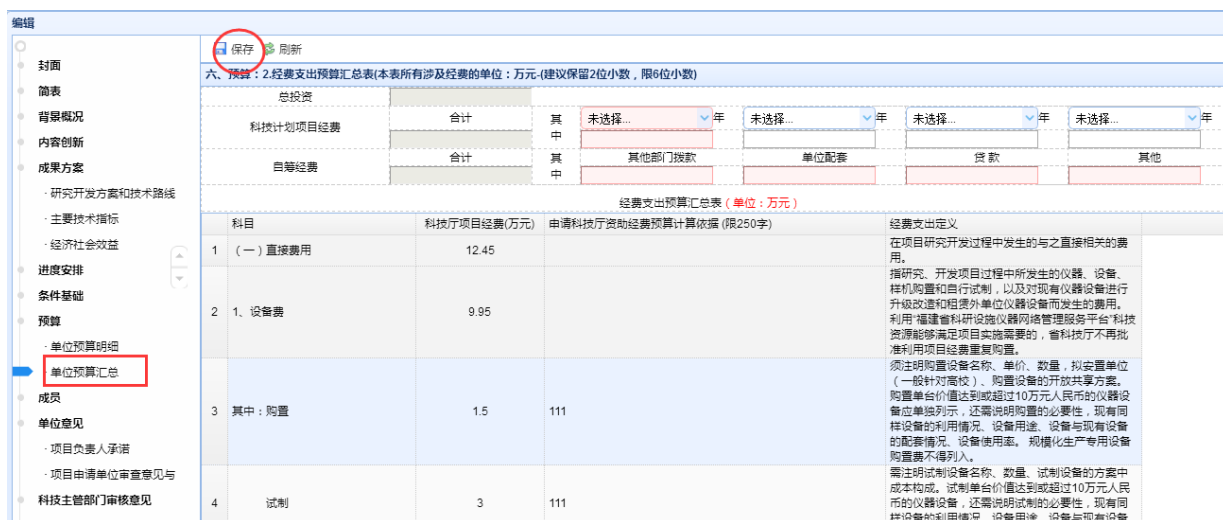 编辑
保存 刷新
封面
简表
背景概况
内容创新
成果方案
·研究开发方案和技术路线
·主要技术指标
·经济社会效益
进度安排
条件基础
预算
·单位预算明细
·单位预算汇总
成员
单位意见
·项目负责人承诺
·项目申请单位审查意见与
科技主管部门审核意见
六、预算：2.经费支出预算汇总表(本表所有涉及经费的单位：万元-(建议保留2位小数，限6位小数)
总投资
科技计划项目经费 合计 其中 未选择... 年 未选择... 年 未选择... 年 未选择... 年
自筹经费 合计 其中 其他部门拨款 单位配套 贷款 其他
经费支出预算汇总表（单位：万元）
科目 科技厅项目经费(万元) 申请科技厅资助经费预算计算依据 (限250字) 经费支出定义
1 （一）直接费用 12.45
在项目研究开发过程中发生的与之直接相关的费
用。
2 1、设备费 9.95
指研究、开发项目过程中所发生的仪器、设备、
样机购置和自行试制，以及对现有仪器设备进行
升级改造和租赁外单位仪器设备而发生的费用。
利用“福建省科研设施仪器网络管理服务平台”科技
资源能够满足项目实施需要的，省科技厅不再批
准利用项目经费重复购置。
3 其中：购置 1.5 111
须注明购置设备名称、单价、数量，拟安置单位
（一般针对高校）、购置设备的开放共享方案。
购置单台价值达到或超过10万元人民币的仪器设
备应单独列示，还需说明购置的必要性，现有同
样设备的利用情况、设备用途、设备与现有设备
的配套情况、设备使用率。 规模化生产专用设备
购置费不得列入。
4 试制 3 111
需注明试制设备名称、数量、试制设备的方案中
成本构成。试制单台价值达到或超过10万元人民
币的仪器设备，还需说明试制的必要性，现有同
样设备的利用情况、设备用途、设备与现有设备